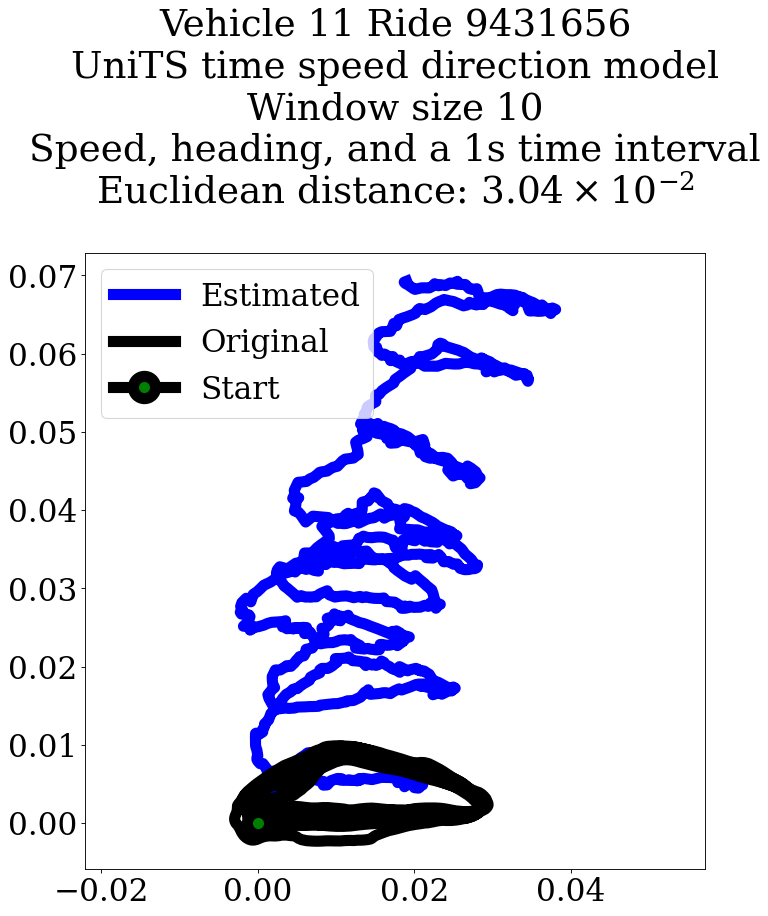 Vehicle 11 Ride 9431656
UniTS time speed direction model
Window size 10
Speed, heading, and a 1s time interval
Euclidean distance: 3.04 × 10⁻²
Estimated
Original
Start
0.07
0.06
0.05
0.04
0.03
0.02
0.01
0.00
−0.02 0.00 0.02 0.04